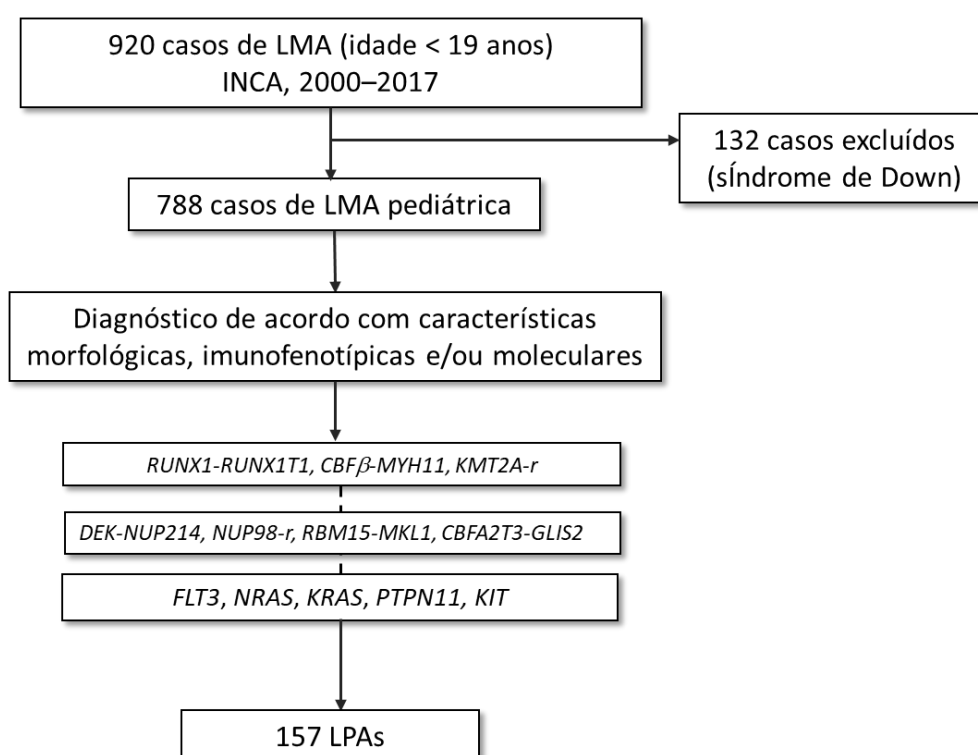 920 casos de LMA (idade < 19 anos)
INCA, 2000–2017
132 casos excluídos
(sÍndrome de Down)
788 casos de LMA pediátrica
Diagnóstico de acordo com características
morfológicas, imunofenotípicas e/ou moleculares
RUNX1-RUNX1T1, CBFβ-MYH11, KMT2A-r
DEK-NUP214, NUP98-r, RBM15-MKL1, CBFA2T3-GLIS2
FLT3, NRAS, KRAS, PTPN11, KIT
157 LPAs